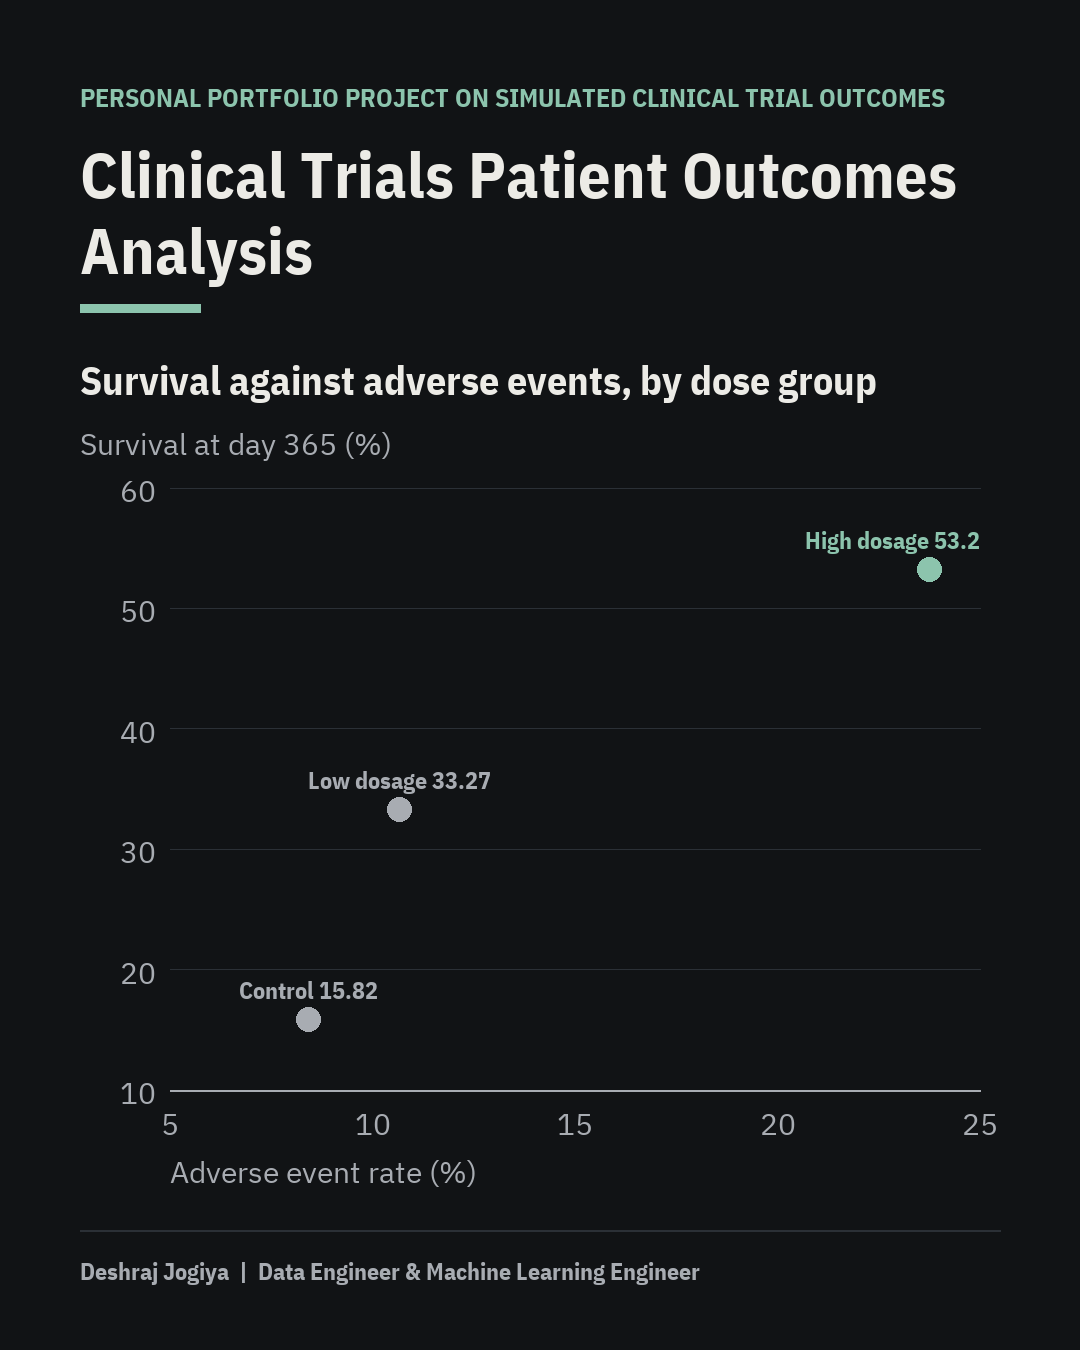 PERSONAL PORTFOLIO PROJECT ON SIMULATED CLINICAL TRIAL OUTCOMES
Clinical Trials Patient Outcomes
Analysis
Survival against adverse events, by dose group
Survival at day 365 (%)
60
High dosage 53.2
50
40
Low dosage 33.27
30
20
Control 15.82
10
5 10 15 20 25
Adverse event rate (%)
Deshraj Jogiya | Data Engineer & Machine Learning Engineer